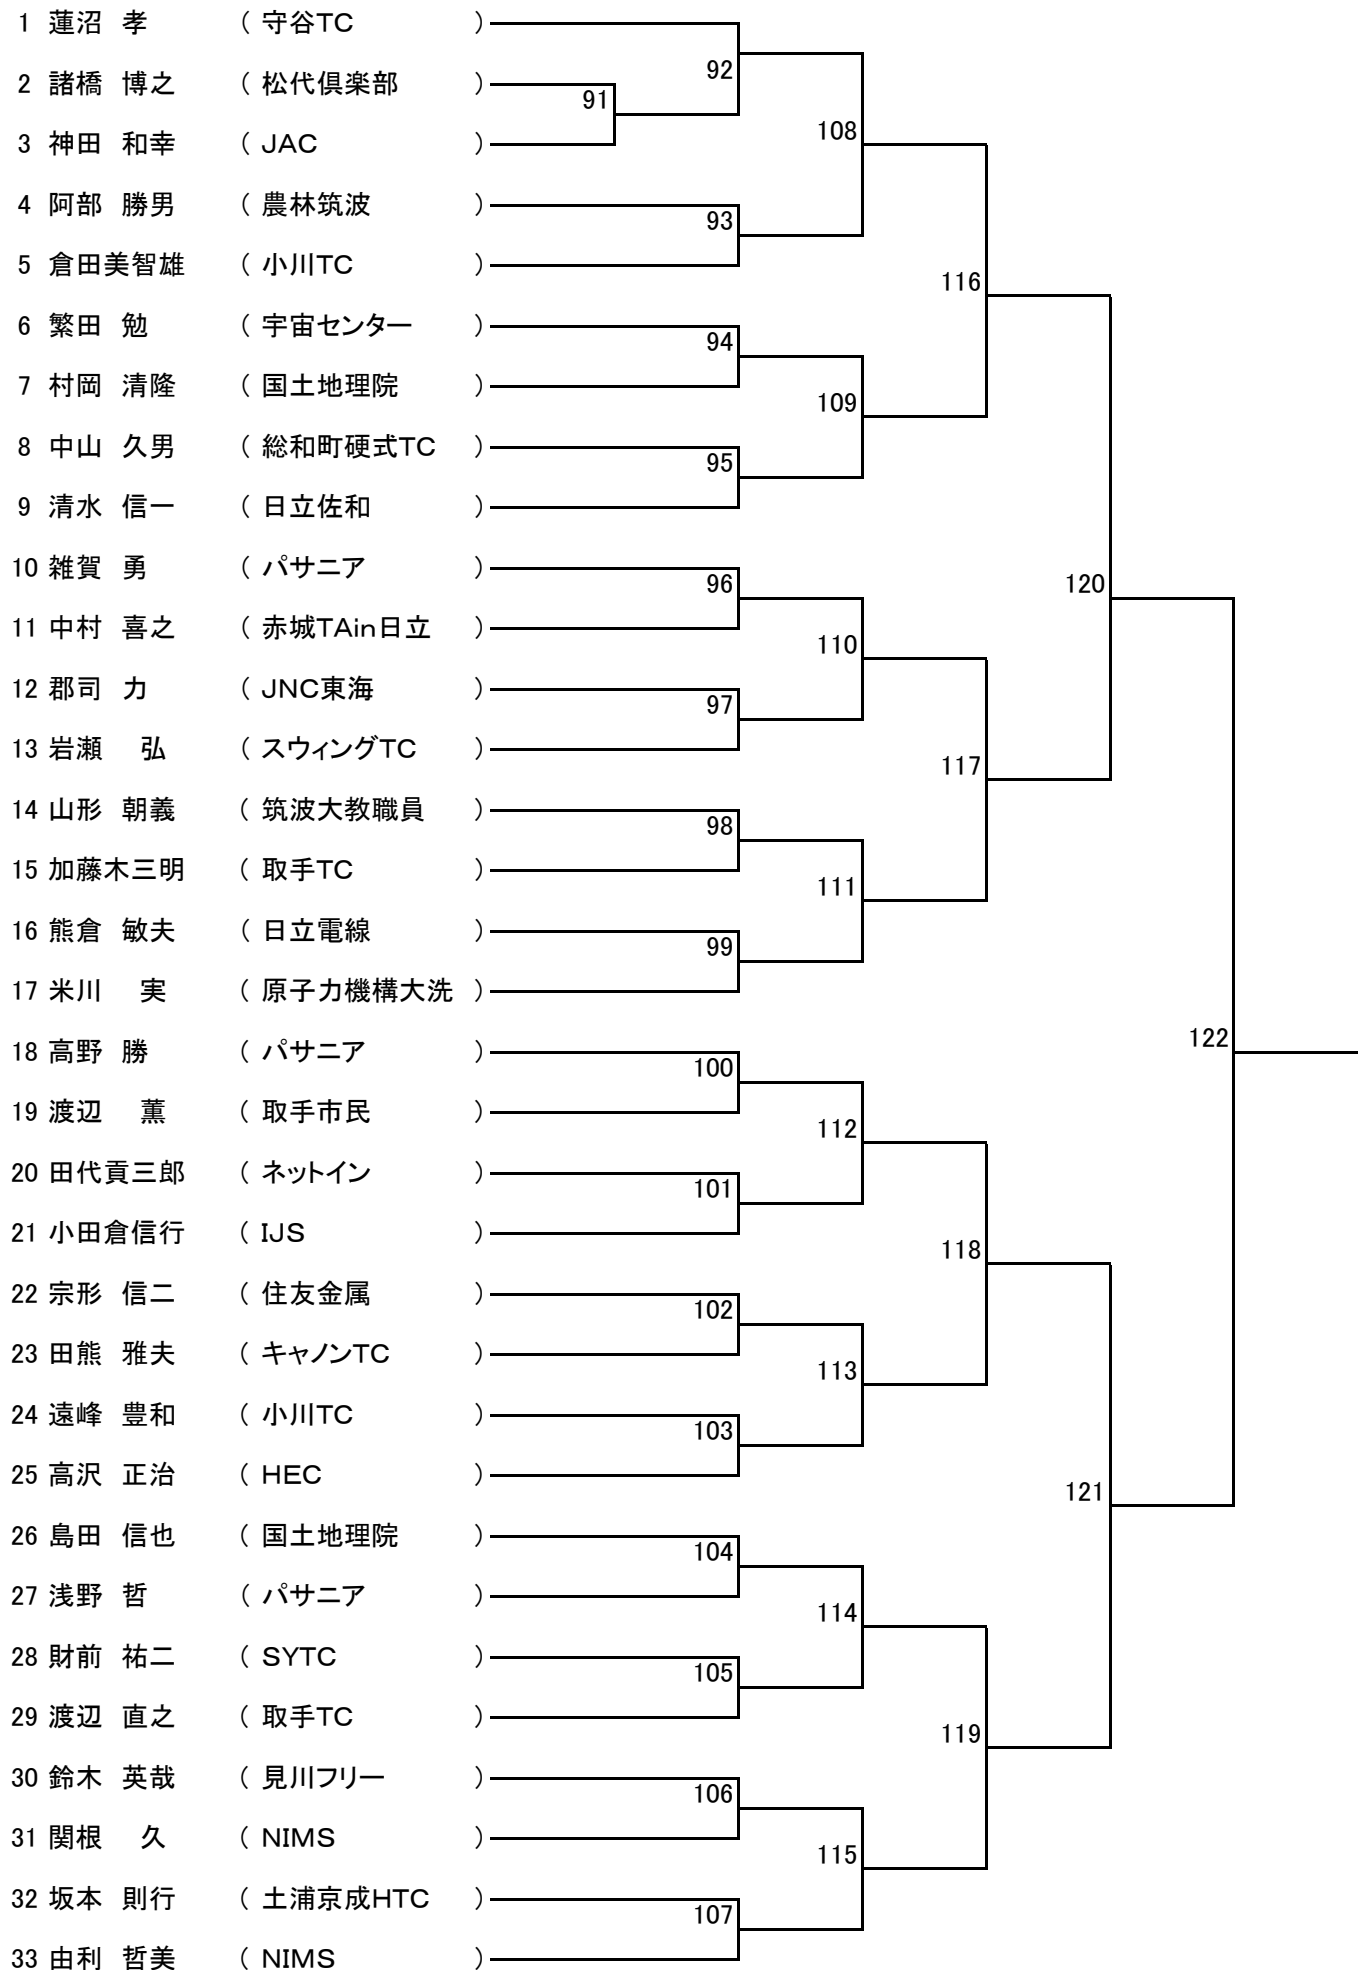 1 蓮沼 孝 ( 守谷TC )
92
2 諸橋 博之 ( 松代倶楽部 )
91
108
3 神田 和幸 ( JAC )
4 阿部 勝男 ( 農林筑波 )
93
5 倉田美智雄 ( 小川TC )
116
6 繁田 勉 ( 宇宙センター )
94
7 村岡 清隆 ( 国土地理院 )
109
8 中山 久男 ( 総和町硬式TC )
95
9 清水 信一 ( 日立佐和 )
10 雑賀 勇 ( パサニア )
96 120
11 中村 喜之 ( 赤城TAin日立 )
110
12 郡司 力 ( JNC東海 )
97
13 岩瀬 弘 ( スウィングTC )
117
14 山形 朝義 ( 筑波大教職員 )
98
15 加藤木三明 ( 取手TC )
111
16 熊倉 敏夫 ( 日立電線 )
99
17 米川 実 ( 原子力機構大洗 )
122
18 高野 勝 ( パサニア )
100
19 渡辺 薫 ( 取手市民 )
112
20 田代貢三郎 ( ネットイン )
101
21 小田倉信行 ( IJS )
118
22 宗形 信二 ( 住友金属 )
102
23 田熊 雅夫 ( キャノンTC )
113
24 遠峰 豊和 ( 小川TC )
103
25 高沢 正治 ( HEC )
121
26 島田 信也 ( 国土地理院 )
104
27 浅野 哲 ( パサニア )
114
28 財前 祐二 ( SYTC )
105
29 渡辺 直之 ( 取手TC )
119
30 鈴木 英哉 ( 見川フリー )
106
31 関根 久 ( NIMS )
115
32 坂本 則行 ( 土浦京成HTC )
107
33 由利 哲美 ( NIMS )